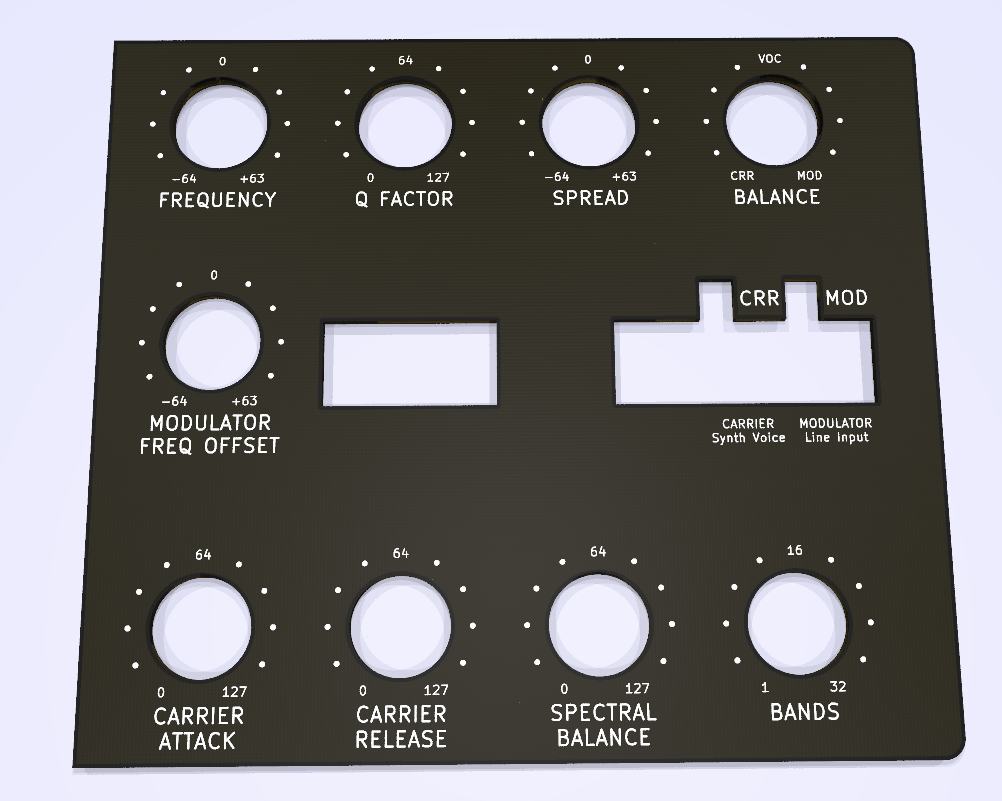 0 64 0 VOC
-64 +63 0 127 -64 +63 CRR MOD
FREQUENCY Q FACTOR SPREAD BALANCE
0
CRR MOD
-64 +63
MODULATOR
FREQ OFFSET
CARRIER MODULATOR
Synth Voice Line Input
64 64 64 16
0 127 0 127 0 127 1 32
CARRIER
ATTACK
CARRIER
RELEASE
SPECTRAL
BALANCE
BANDS